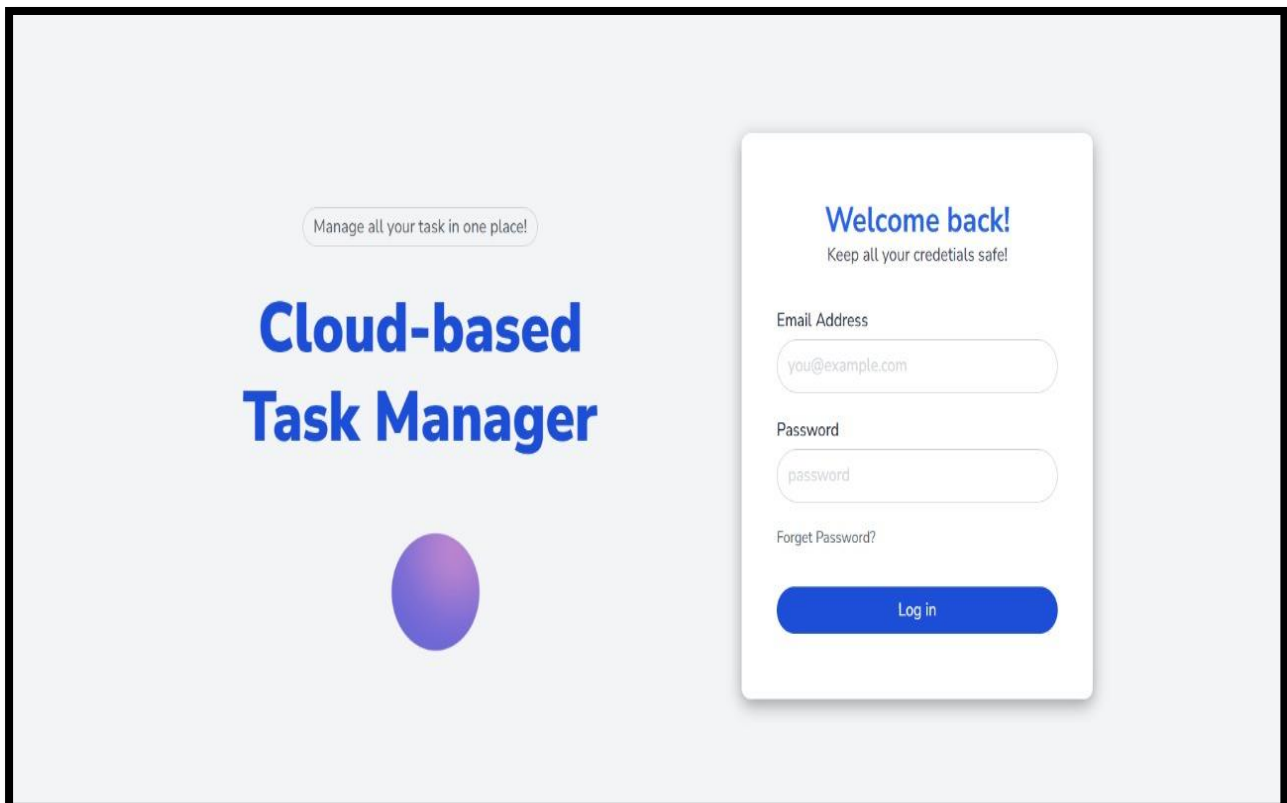 Manage all your task in one place!
Cloud-based
Task Manager
Welcome back!
Keep all your credetials safe!
Email Address
you@example.com
Password
password
Forget Password?
Log in